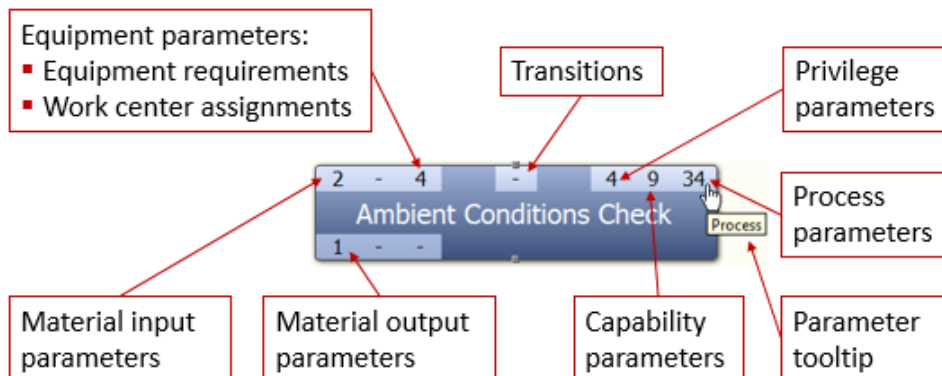 Equipment parameters:
▪ Equipment requirements
▪ Work center assignments
Transitions
Privilege
parameters
2 - 4 - 4 9 34
Ambient Conditions Check
Process
1 - -
Process
parameters
Material input
parameters
Material output
parameters
Capability
parameters
Parameter
tooltip